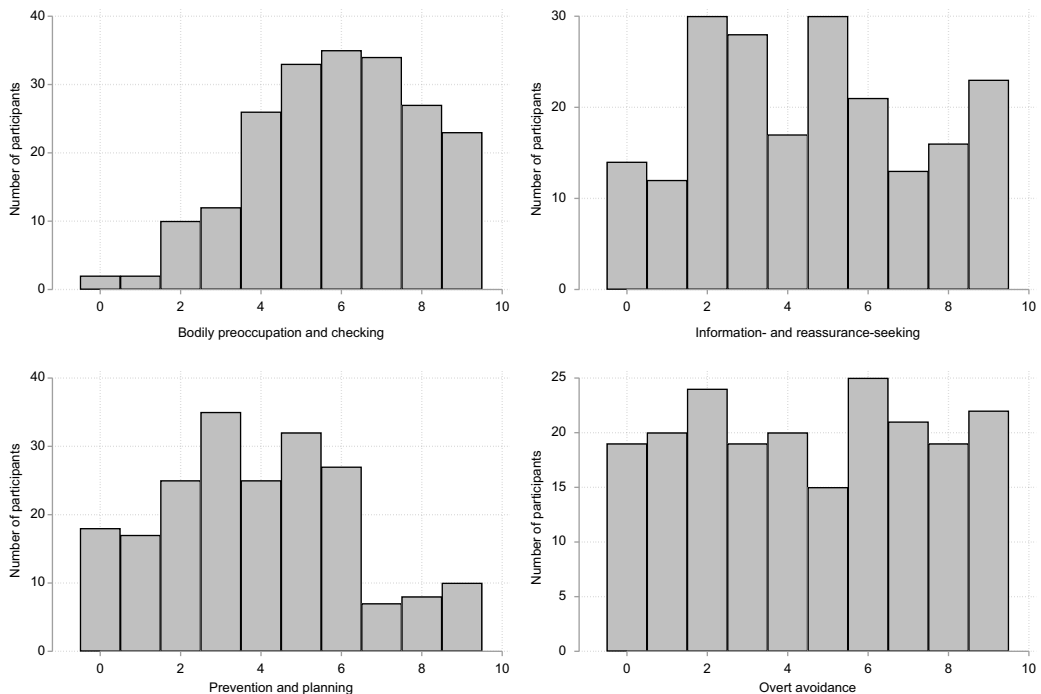 Number of participants
40
30
20
10
0
0 2 4 6 8 10
Bodily preoccupation and checking
Number of participants
30
20
10
0
0 2 4 6 8 10
Information- and reassurance-seeking
Number of participants
40
30
20
10
0
0 2 4 6 8 10
Prevention and planning
Number of participants
25
20
15
10
5
0
0 2 4 6 8 10
Overt avoidance